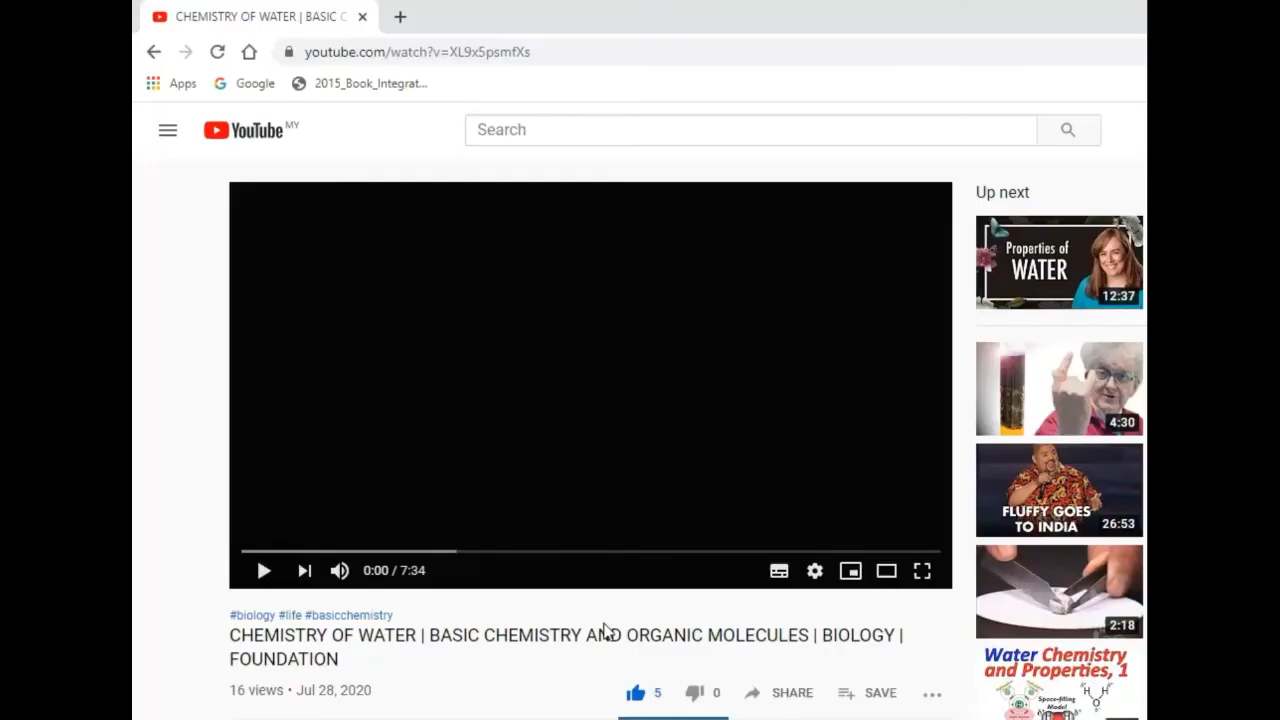 CHEMISTRY OF WATER | BASIC C
youtube.com/watch?v=XL9x5psmfXs
Apps
Google
2015_Book_Integrat...
YouTube MY
Search
Up next
Properties of
WATER
12:37
4:30
FLUFFY GOES
TO INDIA
26:53
2:18
Water Chemistry
and Properties, 1
Space-filling
Model
0:00 / 7:34
#biology #life #basicchemistry
CHEMISTRY OF WATER | BASIC CHEMISTRY AND ORGANIC MOLECULES | BIOLOGY |
FOUNDATION
16 views • Jul 28, 2020
5
0
SHARE
SAVE